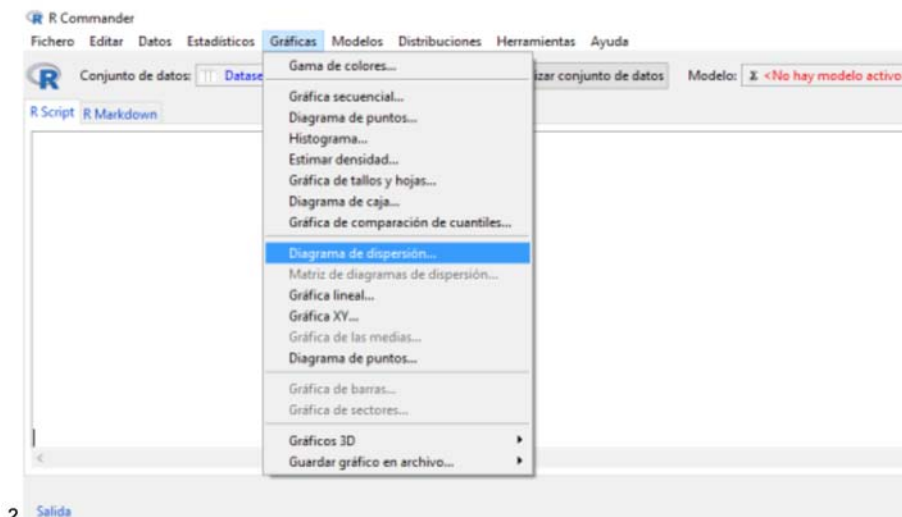 R R Commander
Fichero Editar Datos Estadísticos Gráficas Modelos Distribuciones Herramientas Ayuda
R Conjunto de datos: Datase izar conjunto de datos Modelo: Σ <No hay modelo activo
R Script R Markdown
Gama de colores...
Gráfica secuencial...
Diagrama de puntos...
Histograma...
Estimar densidad...
Gráfica de tallos y hojas...
Diagrama de caja...
Gráfica de comparación de cuantiles...
Diagrama de dispersión...
Matriz de diagramas de dispersión...
Gráfica lineal...
Gráfica XY...
Gráfica de las medias...
Diagrama de puntos...
Gráfica de barras...
Gráfica de sectores...
Gráficos 3D
Guardar gráfico en archivo...
2 Salida